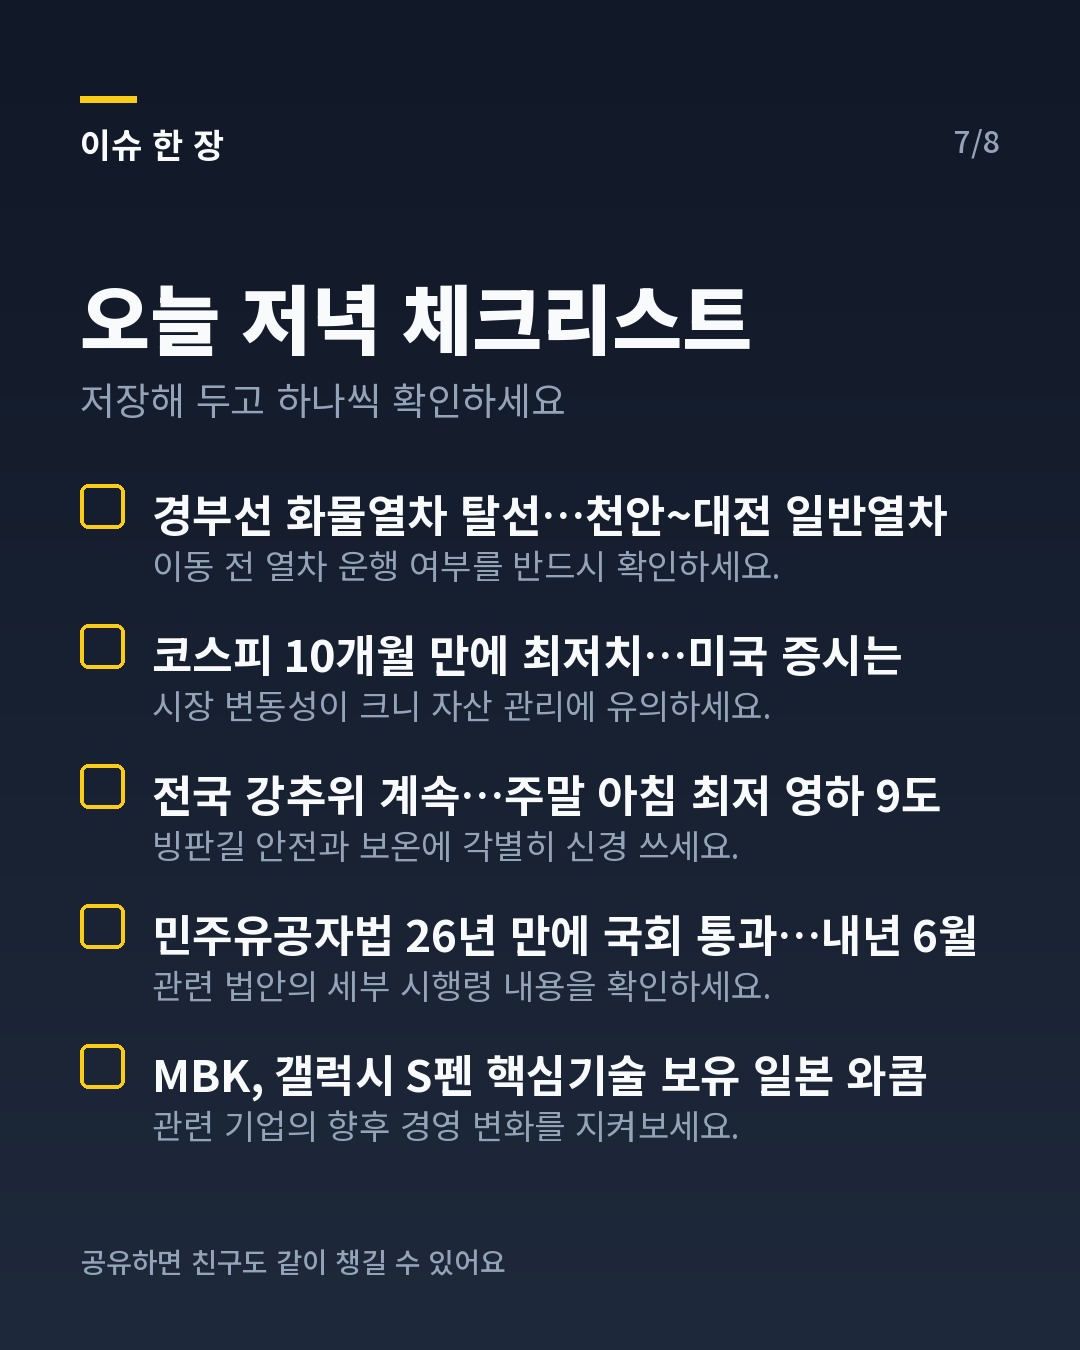 이슈 한 장
7/8
오늘 저녁 체크리스트
저장해 두고 하나씩 확인하세요
경부선 화물열차 탈선…천안~대전 일반열차
이동 전 열차 운행 여부를 반드시 확인하세요.
코스피 10개월 만에 최저치…미국 증시는
시장 변동성이 크니 자산 관리에 유의하세요.
전국 강추위 계속…주말 아침 최저 영하 9도
빙판길 안전과 보온에 각별히 신경 쓰세요.
민주유공자법 26년 만에 국회 통과…내년 6월
관련 법안의 세부 시행령 내용을 확인하세요.
MBK, 갤럭시 S펜 핵심기술 보유 일본 와콤
관련 기업의 향후 경영 변화를 지켜보세요.
공유하면 친구도 같이 챙길 수 있어요